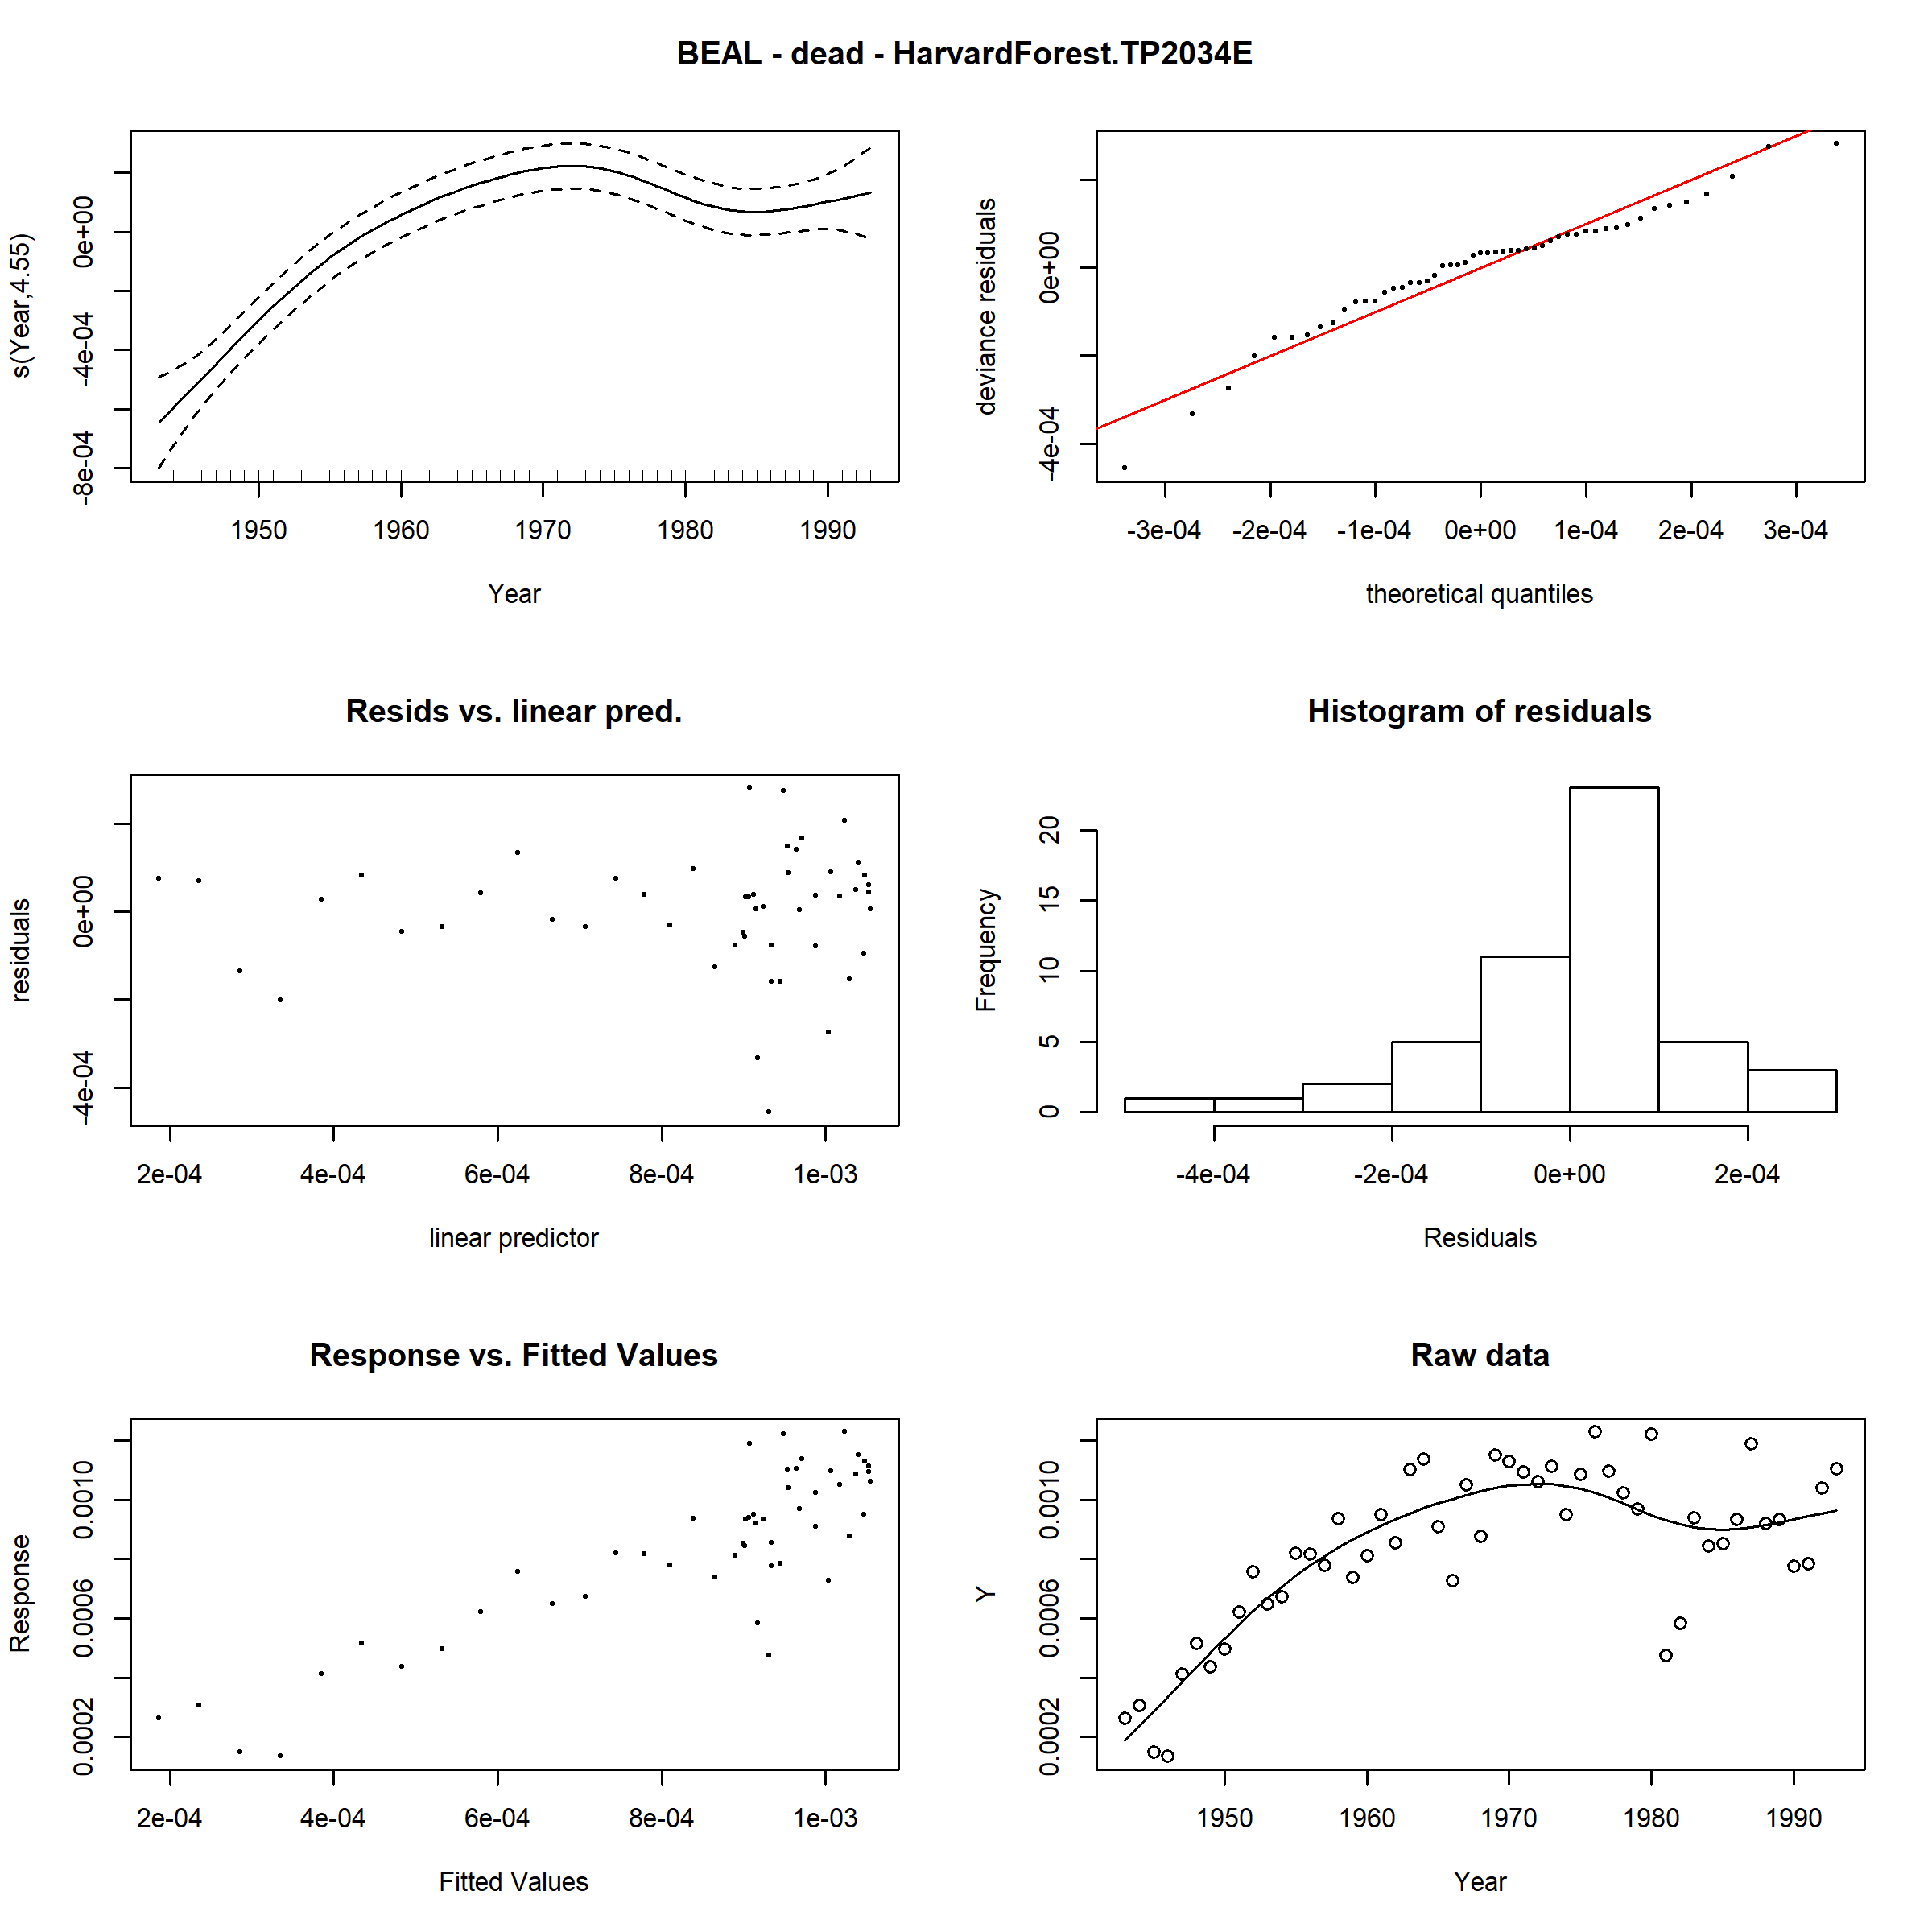 BEAL - dead - HarvardForest.TP2034E
s(Year,4.55)
0e+00
-4e-04
-8e-04
1950 1960 1970 1980 1990
Year
deviance residuals
0e+00
-4e-04
-3e-04 -2e-04 -1e-04 0e+00 1e-04 2e-04 3e-04
theoretical quantiles
Resids vs. linear pred.
residuals
0e+00
-4e-04
2e-04 4e-04 6e-04 8e-04 1e-03
linear predictor
Histogram of residuals
Frequency
20
15
10
5
0
-4e-04 -2e-04 0e+00 2e-04
Residuals
Response vs. Fitted Values
Response
0.0010
0.0006
0.0002
2e-04 4e-04 6e-04 8e-04 1e-03
Fitted Values
Raw data
Y
0.0010
0.0006
0.0002
1950 1960 1970 1980 1990
Year